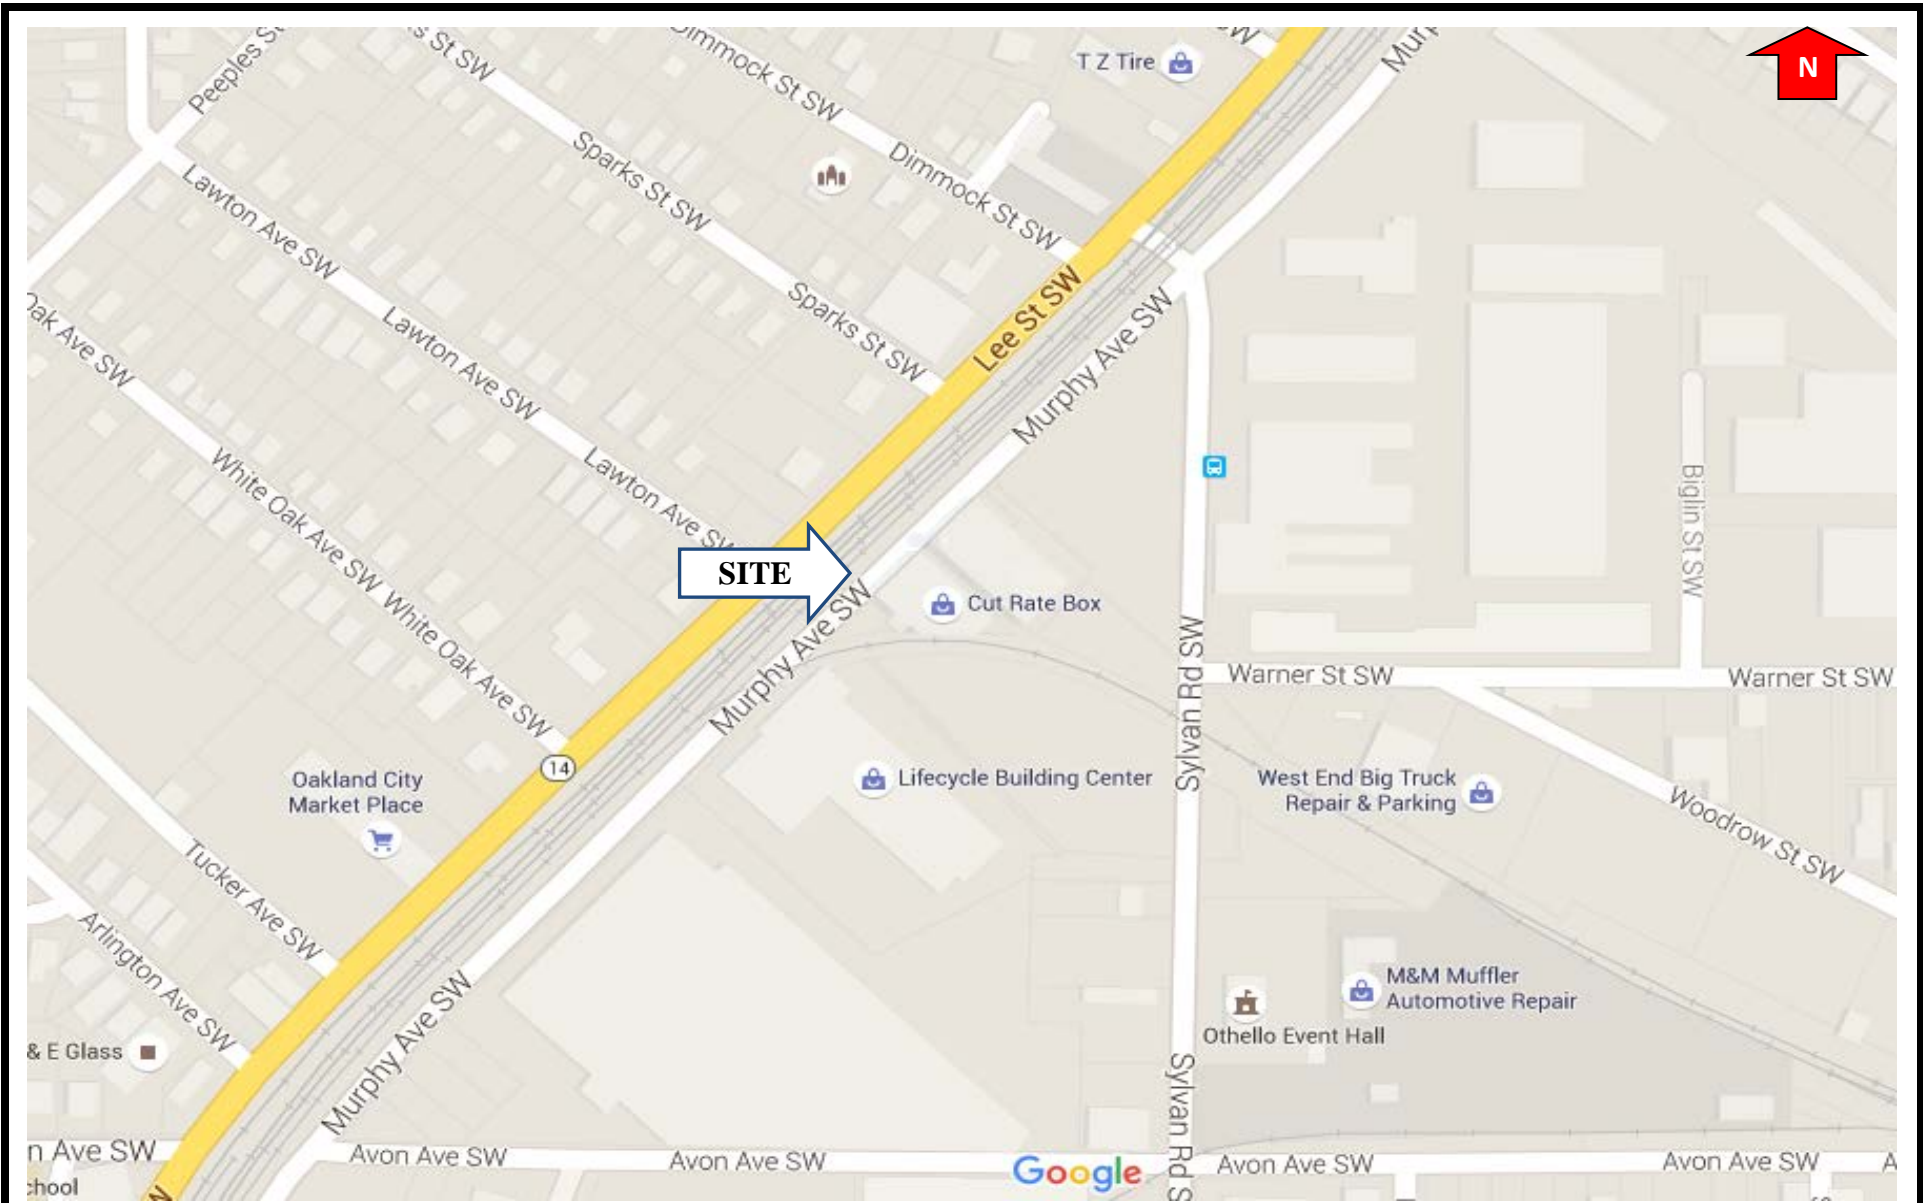 Peeples S
s St SW
Dimmock St SW
T Z Tire
SW
Mur
N
Sparks St SW
Dimmock St SW
Lawton Ave SW
Oak Ave SW
Lawton Ave SW
Sparks St SW
Lee St SW
Murphy Ave SW
White Oak Ave SW
Lawton Ave SW
Biglin St SW
SITE
Cut Rate Box
White Oak Ave SW
Murphy Ave SW
Sylvan Rd SW
Warner St SW
Warner St SW
14
Oakland City
Market Place
Lifecycle Building Center
West End Big Truck
Repair & Parking
Woodrow St SW
Tucker Ave SW
Arlington Ave SW
Murphy Ave SW
M&M Muffler
Automotive Repair
Othello Event Hall
& E Glass
Sylvan Rd S
n Ave SW
Avon Ave SW
Avon Ave SW
Google
Avon Ave SW
Avon Ave SW
A
chool
W